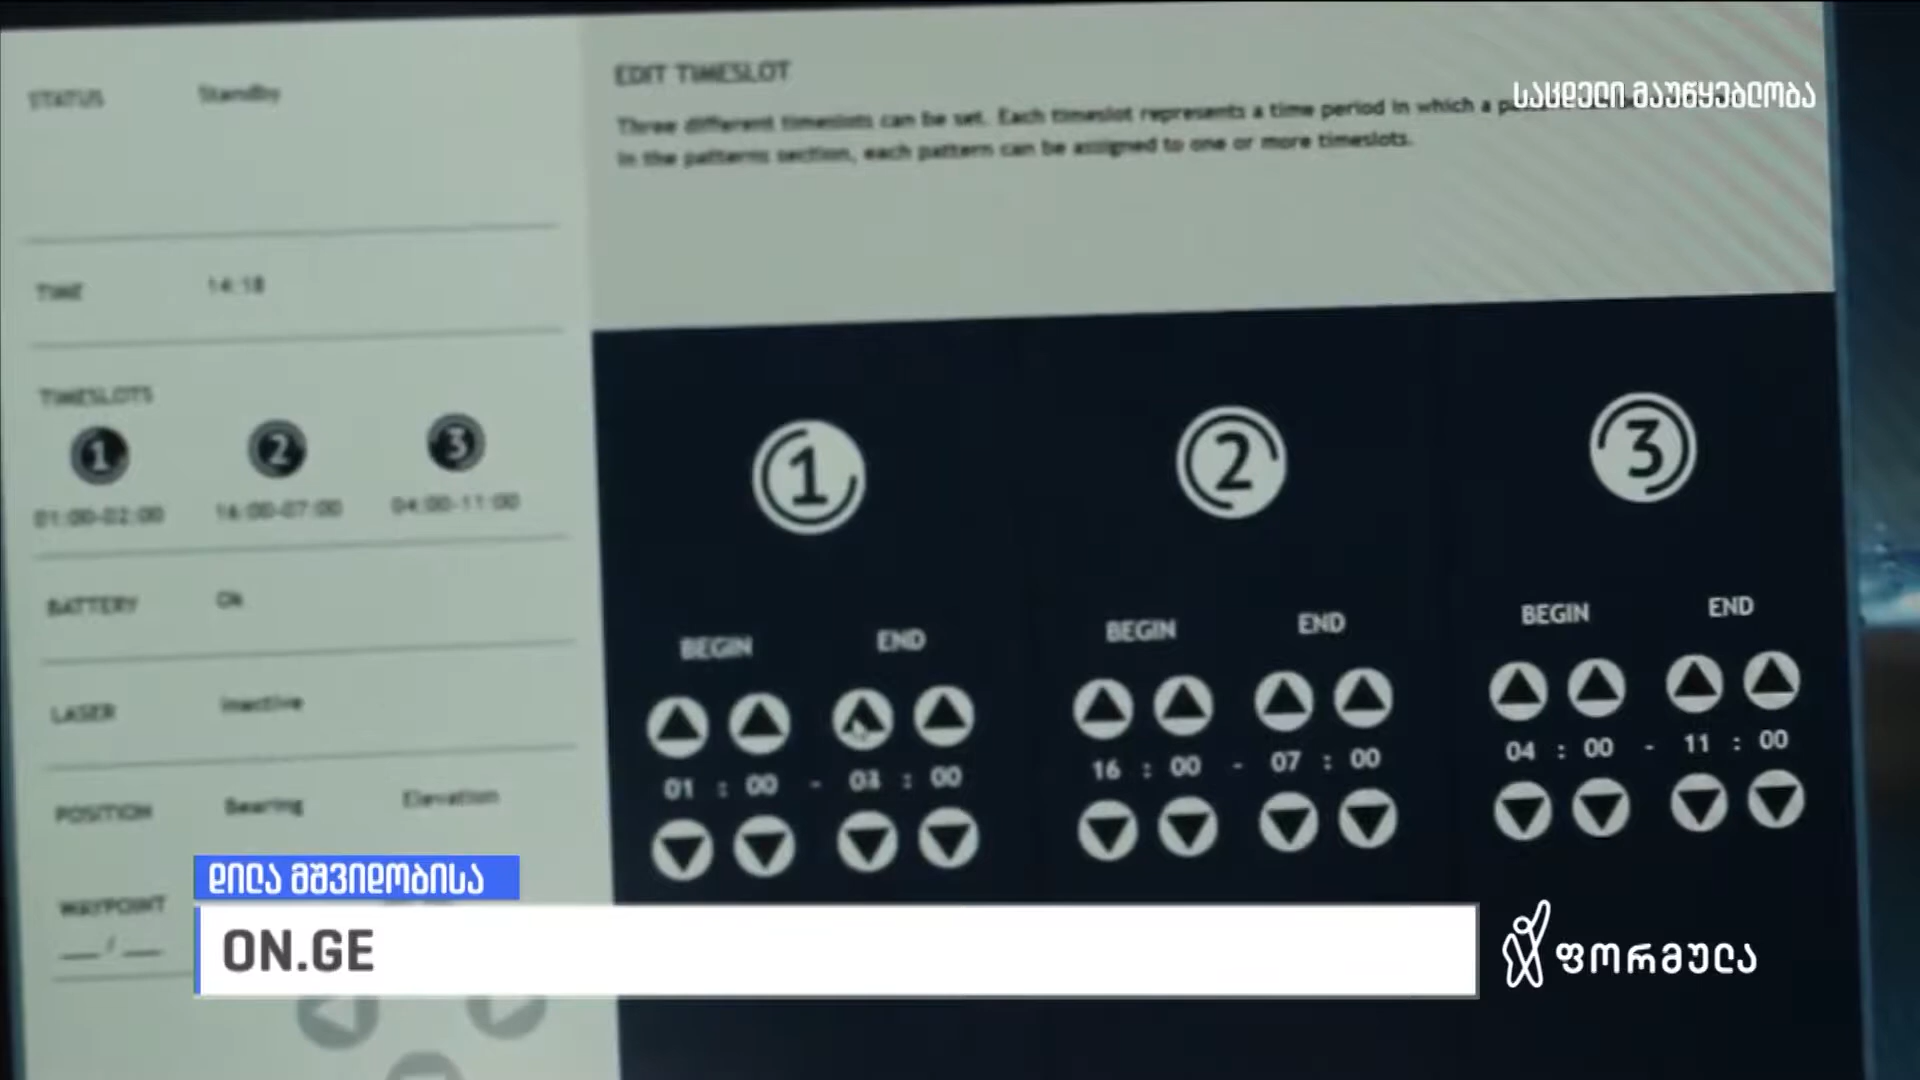 STATUS Standby
EDIT TIMESLOT
Three different timeslots can be set. Each timeslot represents a time period in which a
In the patterns section, each pattern can be assigned to one or more timeslots.
საცდელი მაუწყებლობა
TIME 14:18
TIMESLOTS
1 2 3
01:00-02:00 16:00-07:00 04:00-11:00
BATTERY Ok
LASER Inactive
POSITION Bearing Elevation
WAYPOINT
__/__
1 2 3
BEGIN END BEGIN END BEGIN END
01 : 00 - 03 : 00 16 : 00 - 07 : 00 04 : 00 - 11 : 00
დილა მშვიდობისა
ON.GE
ფორმულა